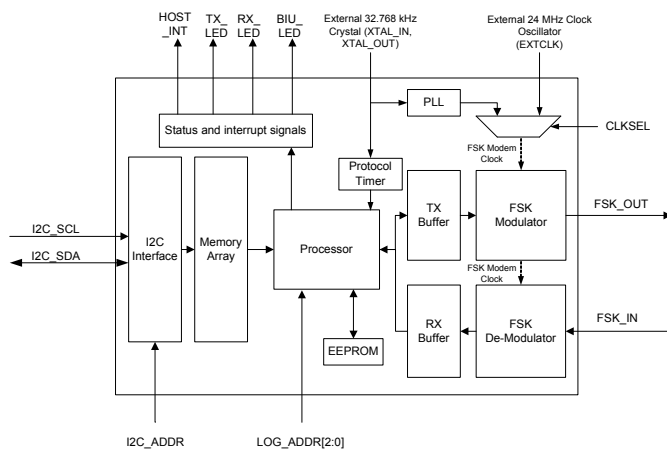 HOST
_INT
TX_
LED
RX_
LED
BIU_
LED
External 32.768 kHz
Crystal (XTAL_IN,
XTAL_OUT)
External 24 MHz Clock
Oscillator
(EXTCLK)
PLL
CLKSEL
Status and interrupt signals
FSK Modem
Clock
Protocol
Timer
I2C_SCL
I2C_SDA
I2C
Interface
Memory
Array
Processor
TX
Buffer
FSK
Modulator
FSK_OUT
FSK Modem
Clock
RX
Buffer
FSK
De-Modulator
FSK_IN
EEPROM
I2C_ADDR
LOG_ADDR[2:0]